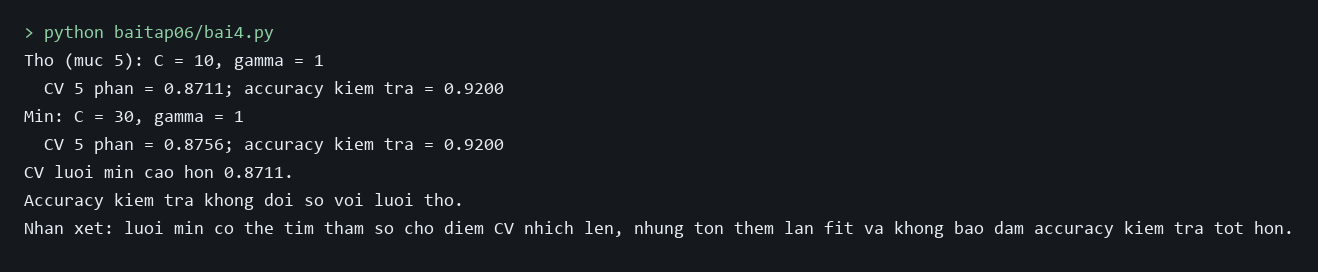 > python baitap06/bai4.py
Tho (muc 5): C = 10, gamma = 1
CV 5 phan = 0.8711; accuracy kiem tra = 0.9200
Min: C = 30, gamma = 1
CV 5 phan = 0.8756; accuracy kiem tra = 0.9200
CV luoi min cao hon 0.8711.
Accuracy kiem tra khong doi so voi luoi tho.
Nhan xet: luoi min co the tim tham so cho diem CV nhich len, nhung ton them lan fit va khong bao dam accuracy kiem tra tot hon.